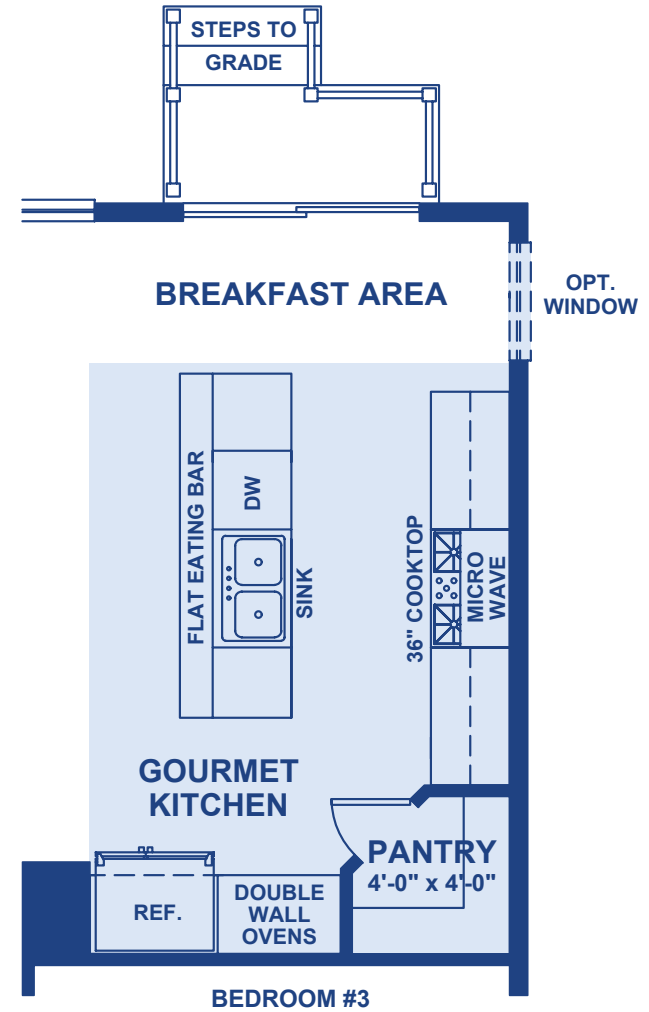 STEPS TO
GRADE
BREAKFAST AREA
OPT.
WINDOW
FLAT EATING BAR
DW
SINK
36" COOKTOP
MICRO
WAVE
GOURMET
KITCHEN
PANTRY
4'-0" x 4'-0"
REF.
DOUBLE
WALL
OVENS
BEDROOM #3